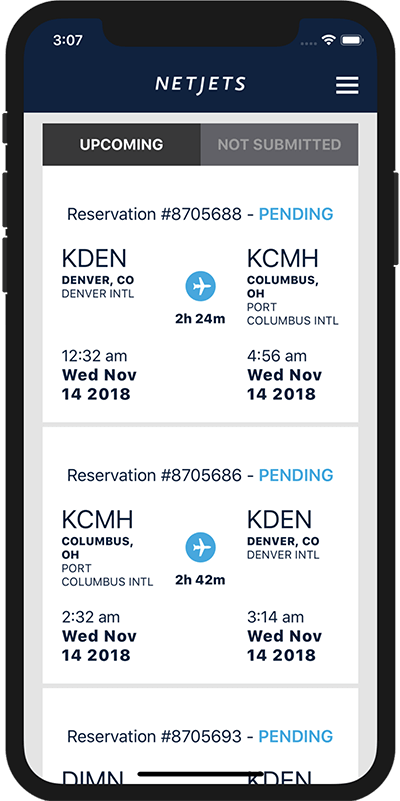 3:07
NETJETS
UPCOMING NOT SUBMITTED
Reservation #8705688 - PENDING
KDEN KCMH
DENVER, CO COLUMBUS,
DENVER INTL OH
PORT
2h 24m COLUMBUS INTL
12:32 am 4:56 am
Wed Nov Wed Nov
14 2018 14 2018
Reservation #8705686 - PENDING
KCMH KDEN
COLUMBUS, DENVER, CO
OH DENVER INTL
PORT
COLUMBUS INTL 2h 42m
2:32 am 3:14 am
Wed Nov Wed Nov
14 2018 14 2018
Reservation #8705693 - PENDING
KDEN